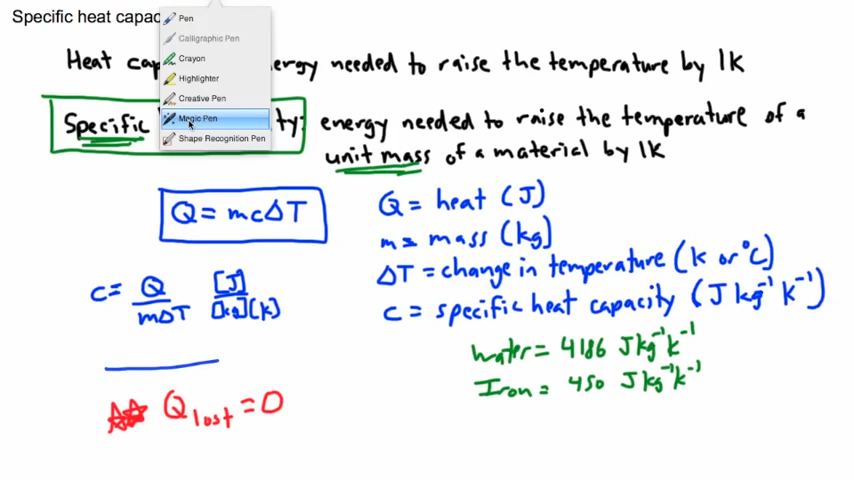 Specific heat capac
Pen
Calligraphic Pen
Crayon
Highlighter
Creative Pen
Magic Pen
Shape Recognition Pen
Heat cap ergy needed to raise the temperature by 1K
Specific ty: energy needed to raise the temperature of a
unit mass of a material by 1K
Q = mcΔT
Q = heat (J)
m = mass (kg)
ΔT = change in temperature (K or °C)
c = specific heat capacity (J kg⁻¹ K⁻¹)
c = Q / mΔT [J] / [kg][K]
water = 4186 J kg⁻¹ K⁻¹
Iron = 450 J kg⁻¹ K⁻¹
Q lost = 0